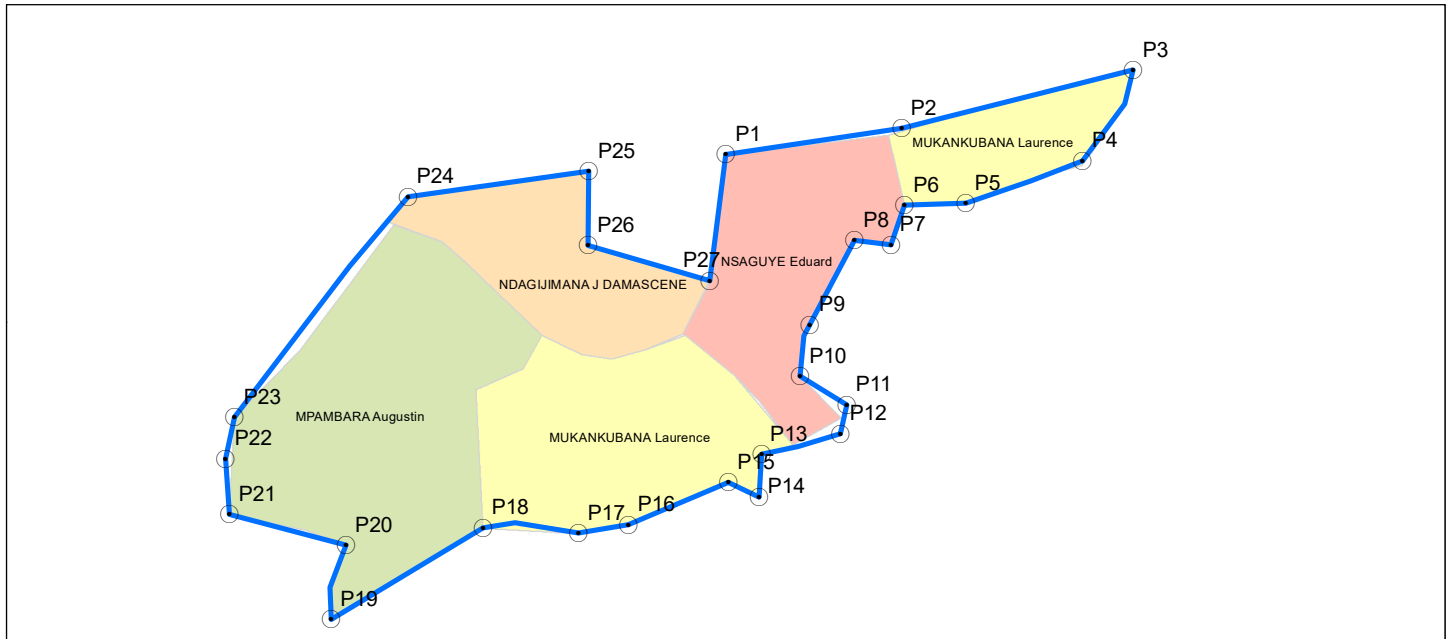 P3
P2
P1
MUKANKUBANA Laurence
P4
P25
P24
P6
P5
P8
P7
P26
P27
NSAGUYE Eduard
NDAGIJIMANA J DAMASCENE
P9
P10
P11
P23
MPAMBARA Augustin
P12
MUKANKUBANA Laurence
P13
P22
P15
P14
P21
P18
P17
P16
P20
P19